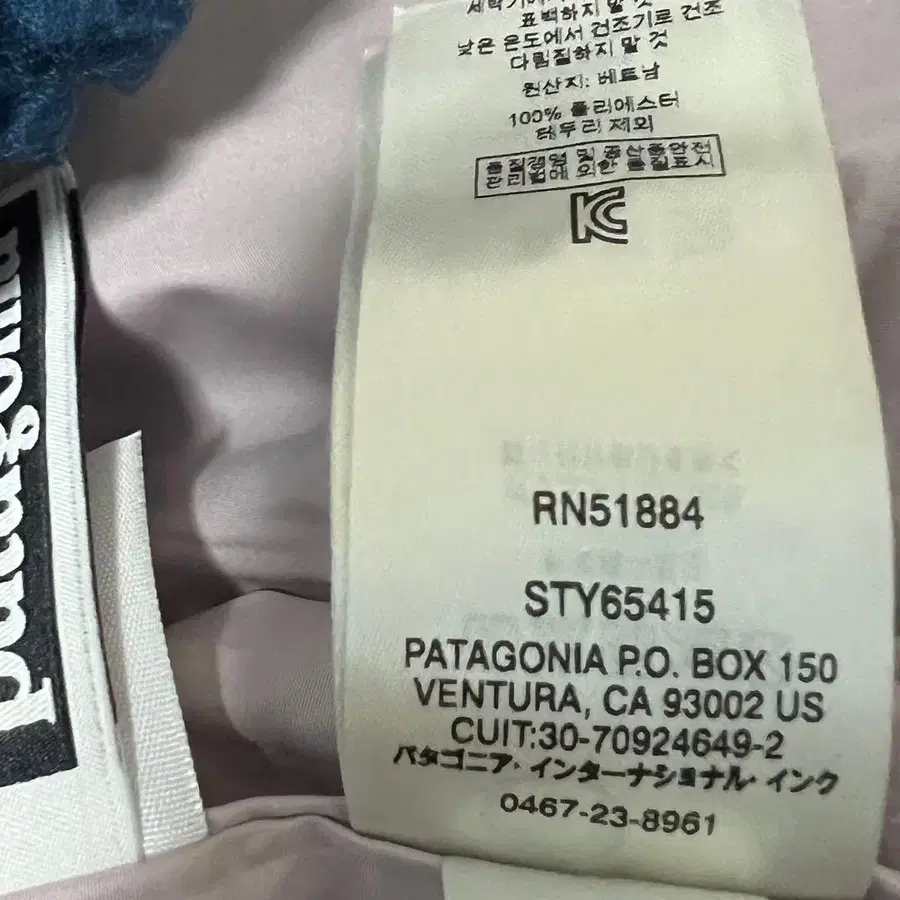 표백하지 말 것
낮은 온도에서 건조기로 건조
다림질하지 말 것
원산지: 베트남
100% 폴리에스터
테두리 제외
품질경영 및 공산품안전
관리법에 의한 품질표시
KC
RN51884
STY65415
PATAGONIA P.O. BOX 150
VENTURA, CA 93002 US
CUIT:30-70924649-2
パタゴニア・インターナショナル・インク
0467-23-8961
patagonia